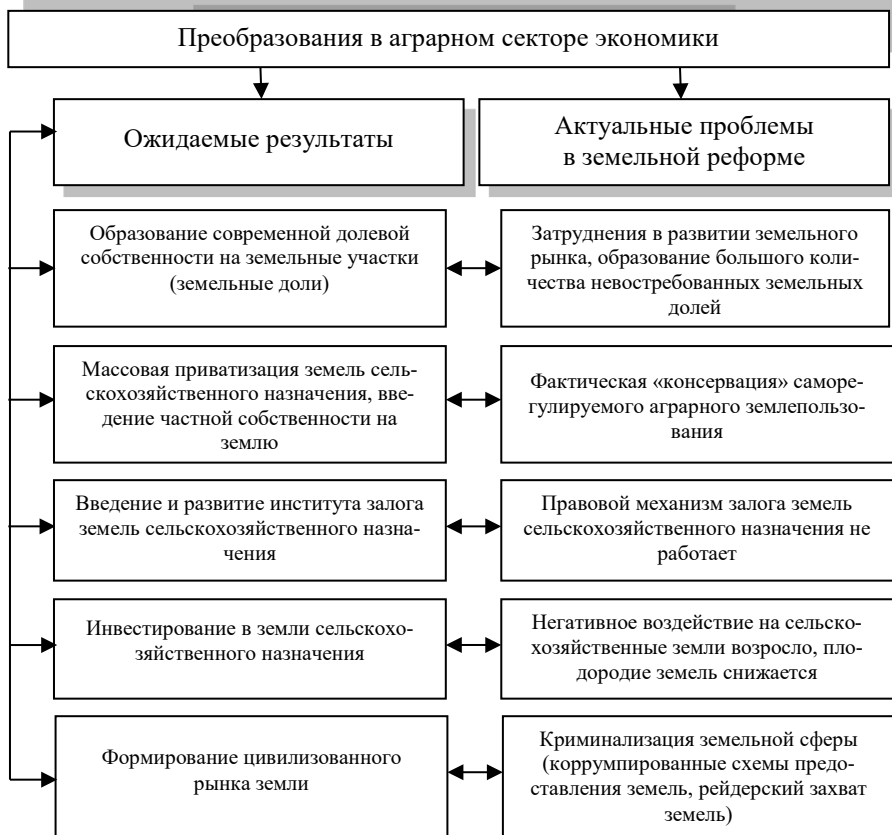 Преобразования в аграрном секторе экономики
Ожидаемые результаты
Актуальные проблемы
в земельной реформе
Образование современной долевой
собственности на земельные участки
(земельные доли)
Затруднения в развитии земельного
рынка, образование большого коли-
чества невостребованных земельных
долей
Массовая приватизация земель сель-
скохозяйственного назначения, вве-
дение частной собственности на
землю
Фактическая «консервация» саморе-
гулируемого аграрного землепользо-
вания
Введение и развитие института залога
земель сельскохозяйственного назна-
чения
Правовой механизм залога земель
сельскохозяйственного назначения не
работает
Инвестирование в земли сельскохо-
зяйственного назначения
Негативное воздействие на сельско-
хозяйственные земли возросло, пло-
дородие земель снижается
Формирование цивилизованного
рынка земли
Криминализация земельной сферы
(коррумпированные схемы предо-
ставления земель, рейдерский захват
земель)